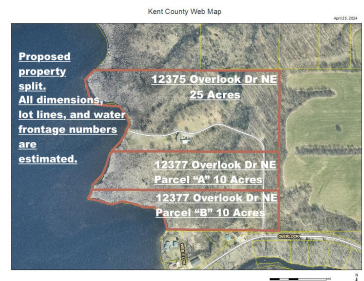 Kent County Web Map
April 25, 2024
Proposed
property
split.
All dimensions,
lot lines, and water
frontage numbers
are
estimated.
12375 Overlook Dr NE
25 Acres
12377 Overlook Dr NE
Parcel "A" 10 Acres
12377 Overlook Dr NE
Parcel "B" 10 Acres
OVERLOOK
N